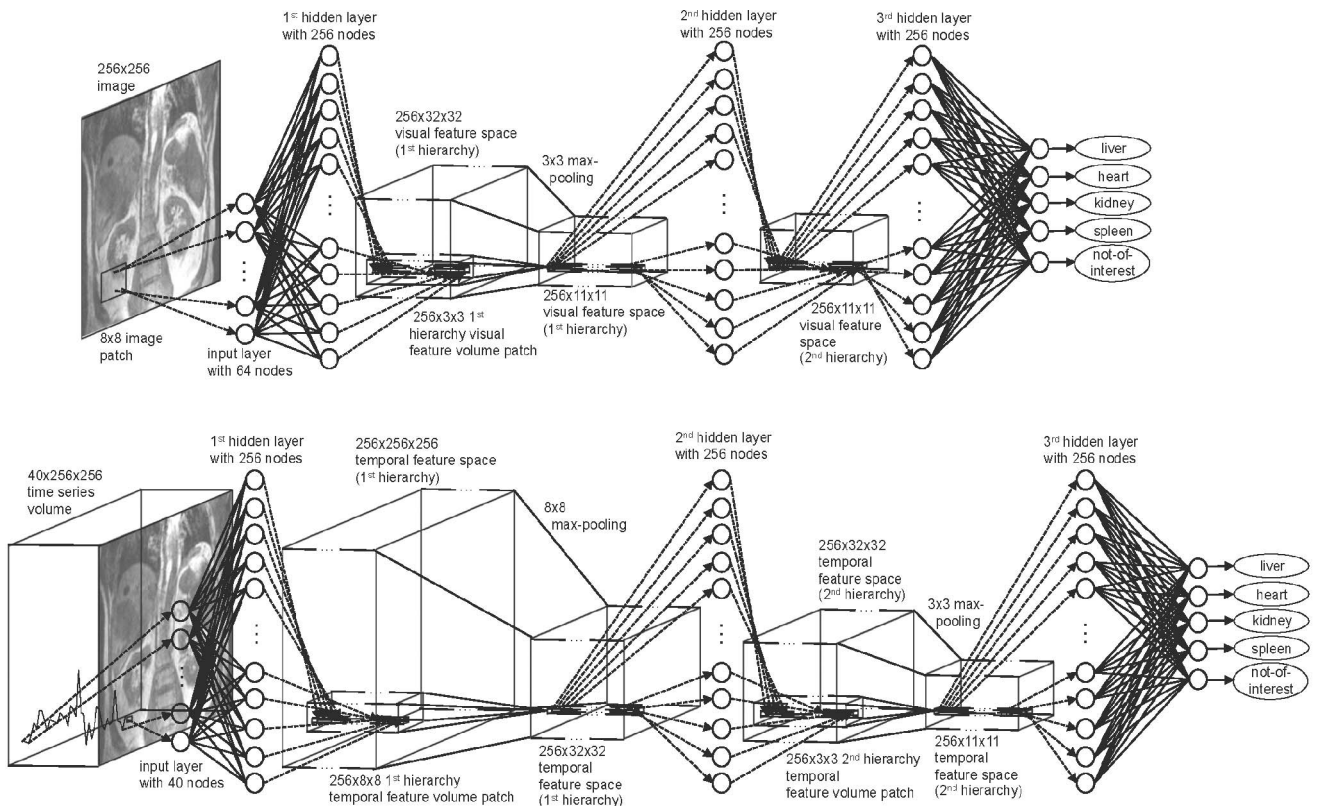 1st hidden layer
with 256 nodes
2nd hidden layer
with 256 nodes
3rd hidden layer
with 256 nodes
256x256
image
256x32x32
visual feature space
(1st hierarchy)
3x3 max-
pooling
liver
heart
kidney
spleen
not-of-
interest
8x8 image
patch
input layer
with 64 nodes
256x3x3 1st
hierarchy visual
feature volume patch
256x11x11
visual feature space
(1st hierarchy)
256x11x11
visual feature
space
(2nd hierarchy)
1st hidden layer
with 256 nodes
256x256x256
temporal feature space
(1st hierarchy)
2nd hidden layer
with 256 nodes
3rd hidden layer
with 256 nodes
40x256x256
time series
volume
8x8
max-pooling
256x32x32
temporal
feature space
(2nd hierarchy)
3x3 max-
pooling
liver
heart
kidney
spleen
not-of-
interest
input layer
with 40 nodes
256x8x8 1st hierarchy
temporal feature volume patch
256x32x32
temporal
feature space
(1st hierarchy)
256x3x3 2nd hierarchy
temporal
feature volume patch
256x11x11
temporal
feature space
(2nd hierarchy)